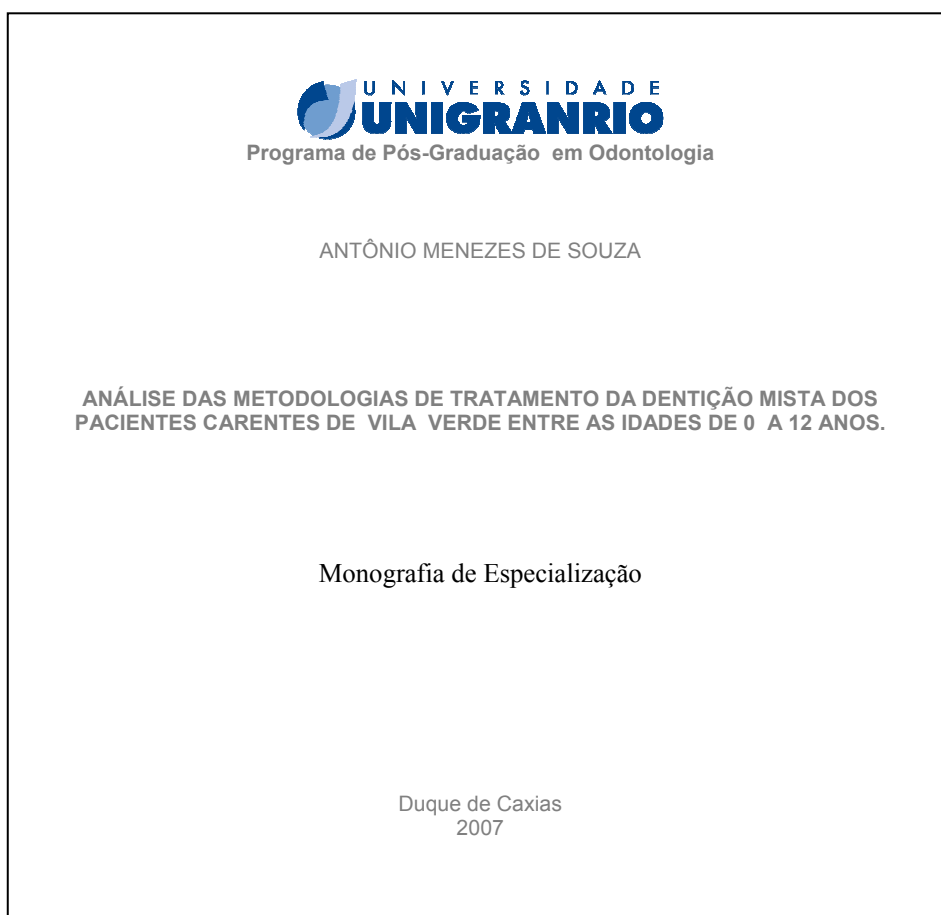 UNIVERSIDADE
UNIGRANRIO
Programa de Pós-Graduação em Odontologia
ANTÔNIO MENEZES DE SOUZA
ANÁLISE DAS METODOLOGIAS DE TRATAMENTO DA DENTIÇÃO MISTA DOS
PACIENTES CARENTES DE VILA VERDE ENTRE AS IDADES DE 0 A 12 ANOS.
Monografia de Especialização
Duque de Caxias
2007